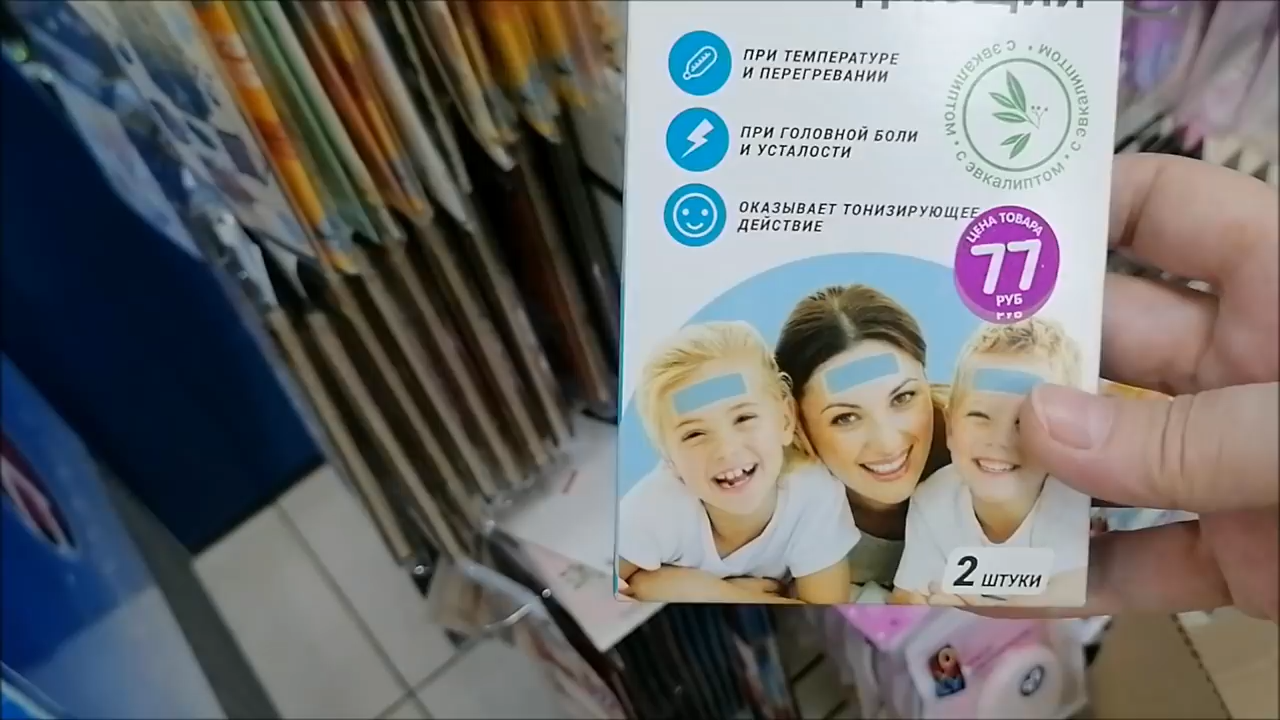 ПРИ ТЕМПЕРАТУРЕ
И ПЕРЕГРЕВАНИИ
ПРИ ГОЛОВНОЙ БОЛИ
И УСТАЛОСТИ
ОКАЗЫВАЕТ ТОНИЗИРУЮЩЕЕ
ДЕЙСТВИЕ
С ЭВКАЛИПТОМ • С ЭВКАЛИПТОМ • С ЭВКАЛИПТОМ •
ЦЕНА ТОВАРА
77
РУБ
2 ШТУКИ